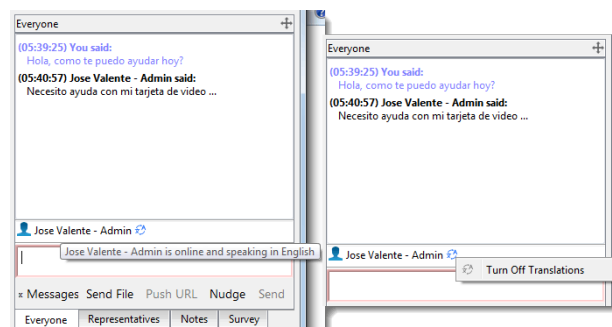 Everyone
(05:39:25) You said:
Hola, como te puedo ayudar hoy?
(05:40:57) Jose Valente - Admin said:
Necesito ayuda con mi tarjeta de video ...
Jose Valente - Admin
Jose Valente - Admin is online and speaking in English
Messages Send File Push URL Nudge Send
Everyone Representatives Notes Survey
Everyone
(05:39:25) You said:
Hola, como te puedo ayudar hoy?
(05:40:57) Jose Valente - Admin said:
Necesito ayuda con mi tarjeta de video ...
Jose Valente - Admin
Turn Off Translations